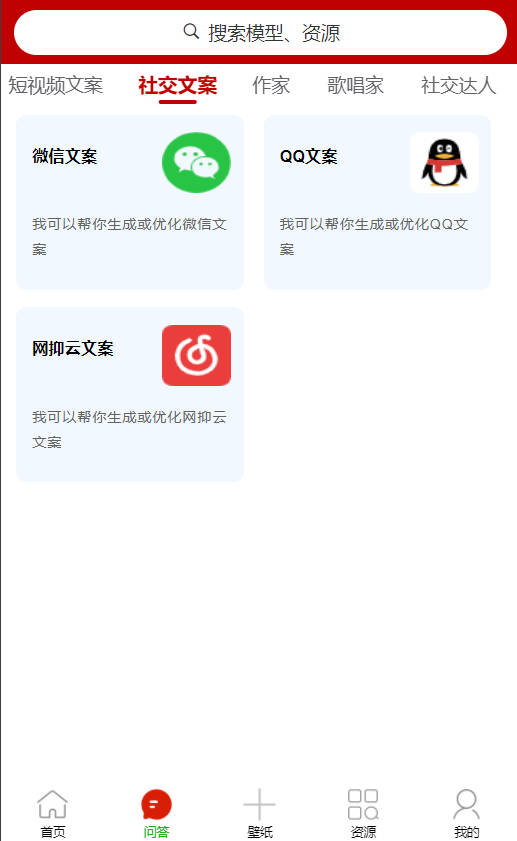 搜索模型、资源
短视频文案 社交文案 作家 歌唱家 社交达人
微信文案
我可以帮你生成或优化微信文
案
QQ文案
我可以帮你生成或优化QQ文
案
网抑云文案
我可以帮你生成或优化网抑云
文案
首页 问答 壁纸 资源 我的